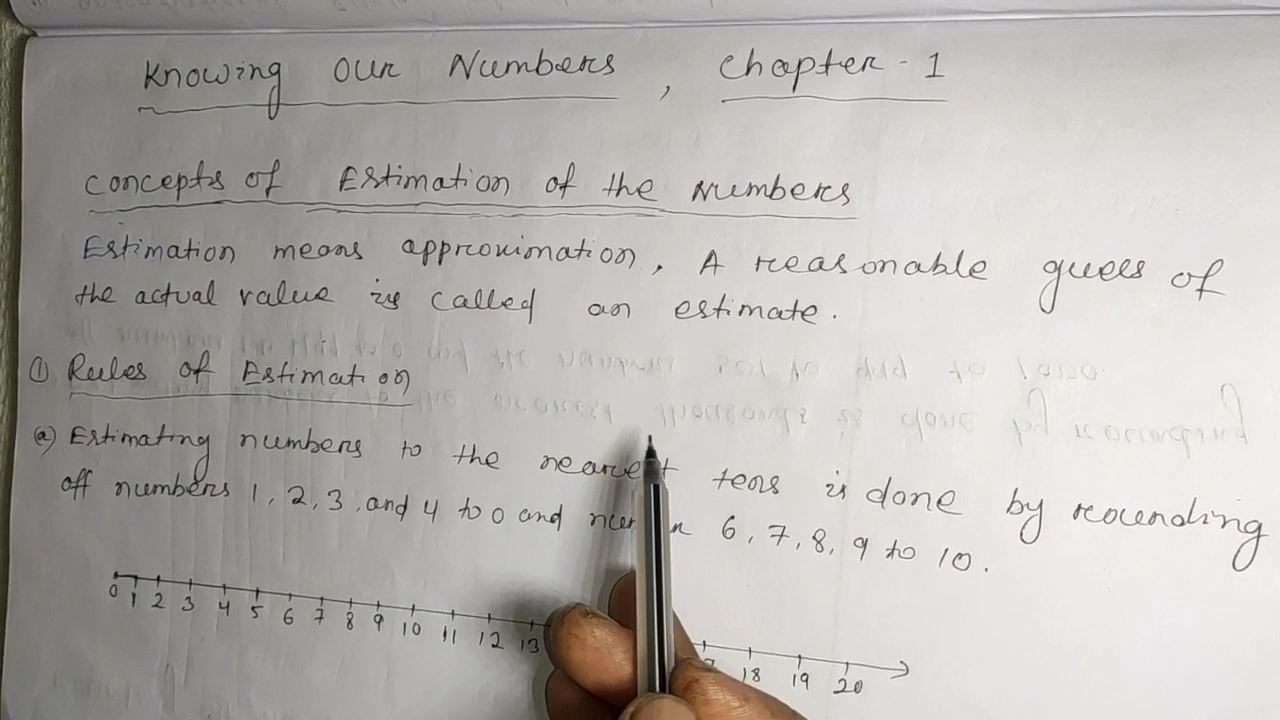 Knowing Our Numbers, Chapter - 1
Concepts of Estimation of the Numbers
Estimation means approximation, A reasonable guess of
the actual value is called an estimate.
① Rules of Estimation
ⓐ Estimating numbers to the nearest tens is done by rounding
off numbers 1, 2, 3, and 4 to 0 and 6, 7, 8, 9 to 10.
0 1 2 3 4 5 6 7 8 9 10 11 12 13 18 19 20